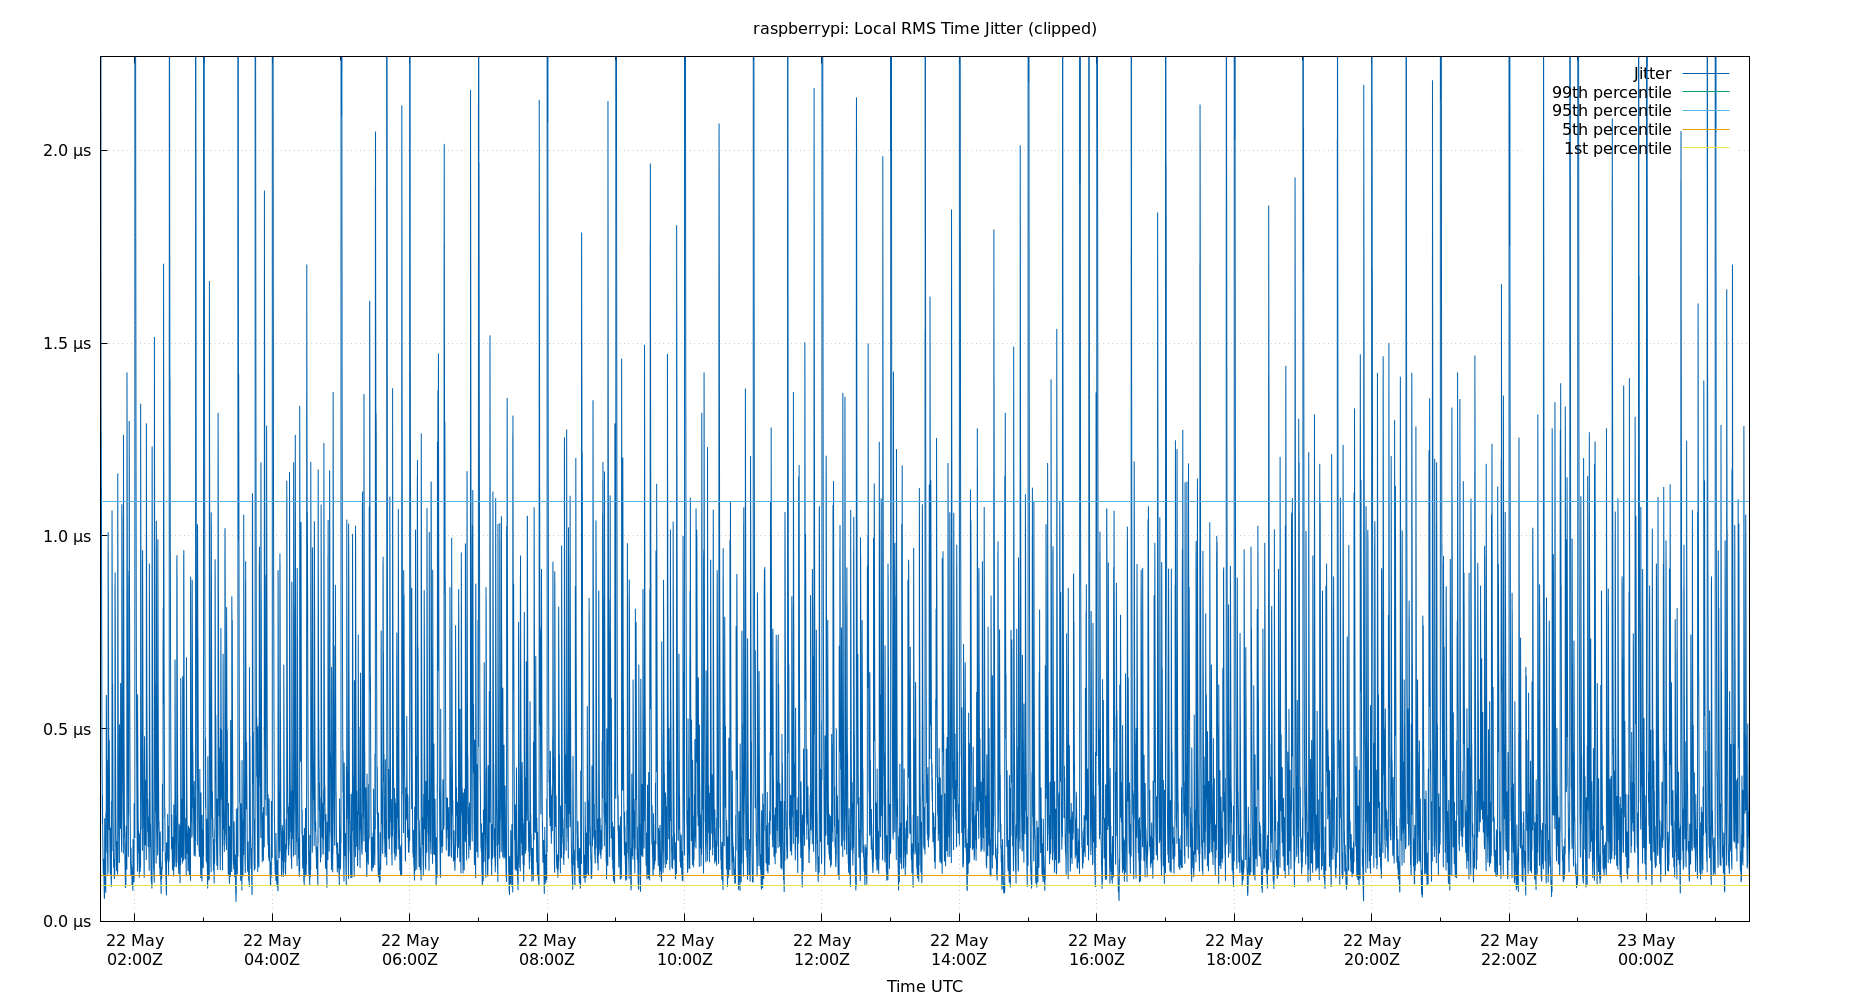 raspberrypi: Local RMS Time Jitter (clipped)
Jitter
99th percentile
95th percentile
5th percentile
1st percentile
2.0 μs
1.5 μs
1.0 μs
0.5 μs
0.0 μs
22 May 22 May 22 May 22 May 22 May 22 May 22 May 22 May 22 May 22 May 22 May 23 May
02:00Z 04:00Z 06:00Z 08:00Z 10:00Z 12:00Z 14:00Z 16:00Z 18:00Z 20:00Z 22:00Z 00:00Z
Time UTC